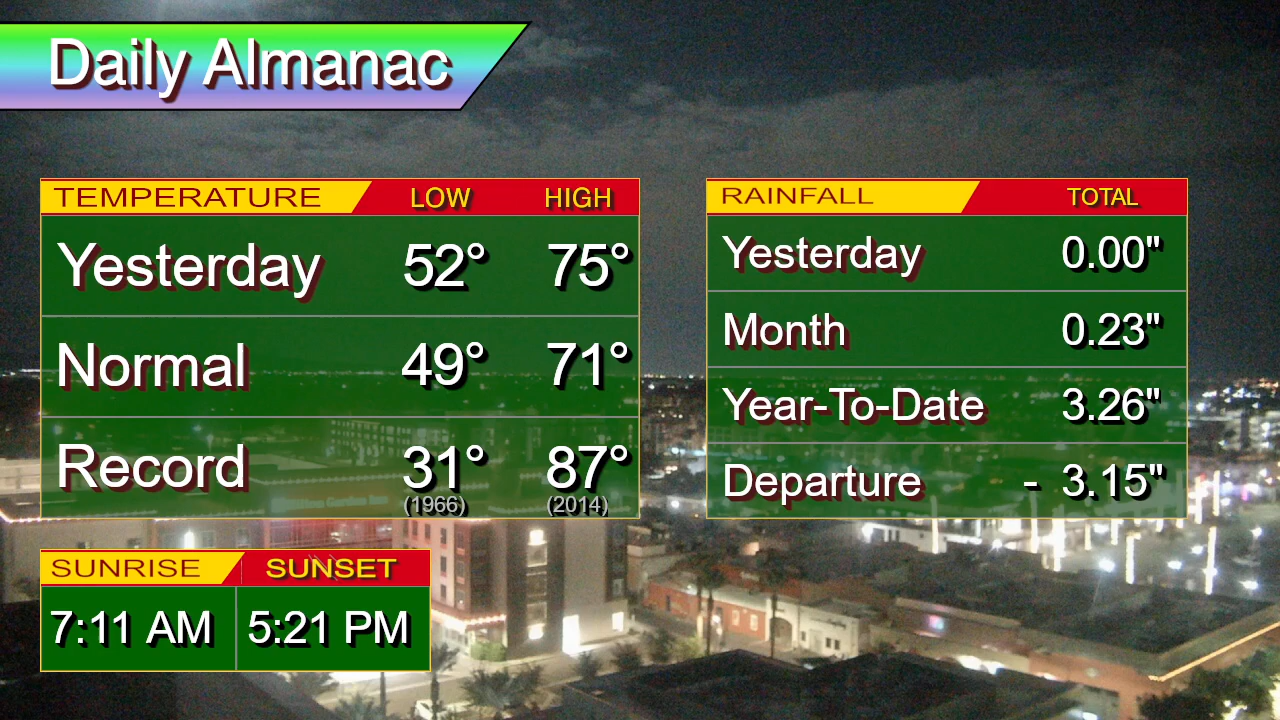 Daily Almanac
TEMPERATURE LOW HIGH
Yesterday 52° 75°
Normal 49° 71°
Record 31° 87°
(1966) (2014)
RAINFALL TOTAL
Yesterday 0.00"
Month 0.23"
Year-To-Date 3.26"
Departure - 3.15"
SUNRISE SUNSET
7:11 AM 5:21 PM